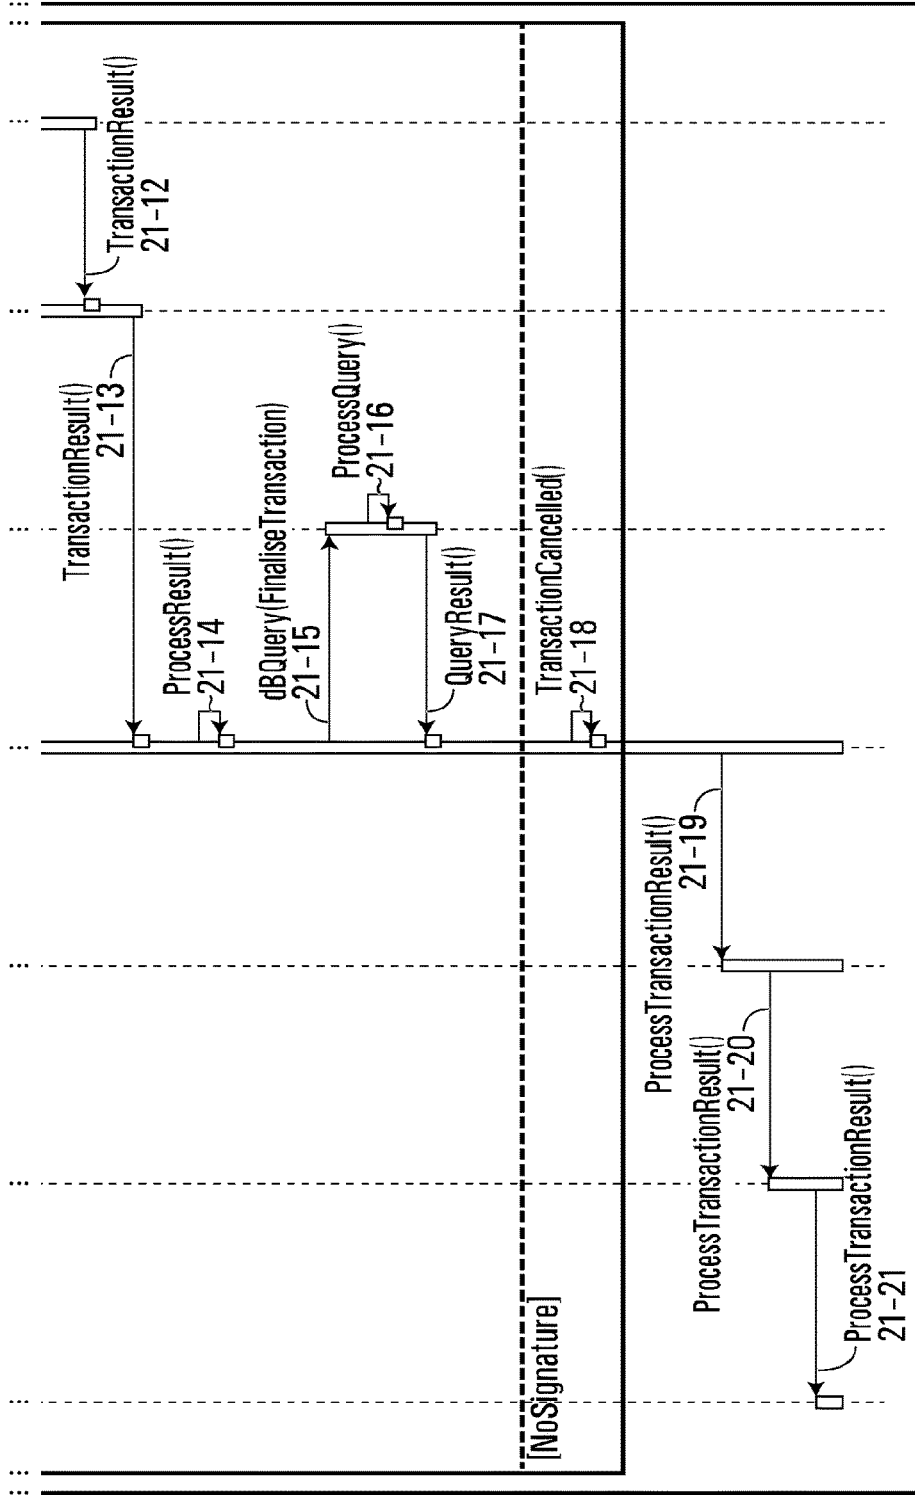 TransactionResult()
21-12
TransactionResult()
21-13
ProcessResult()
21-14
dBQuery(FinaliseTransaction)
21-15
ProcessQuery()
21-16
QueryResult()
21-17
[NoSignature]
TransactionCancelled()
21-18
ProcessTransactionResult()
21-19
ProcessTransactionResult()
21-20
ProcessTransactionResult()
21-21